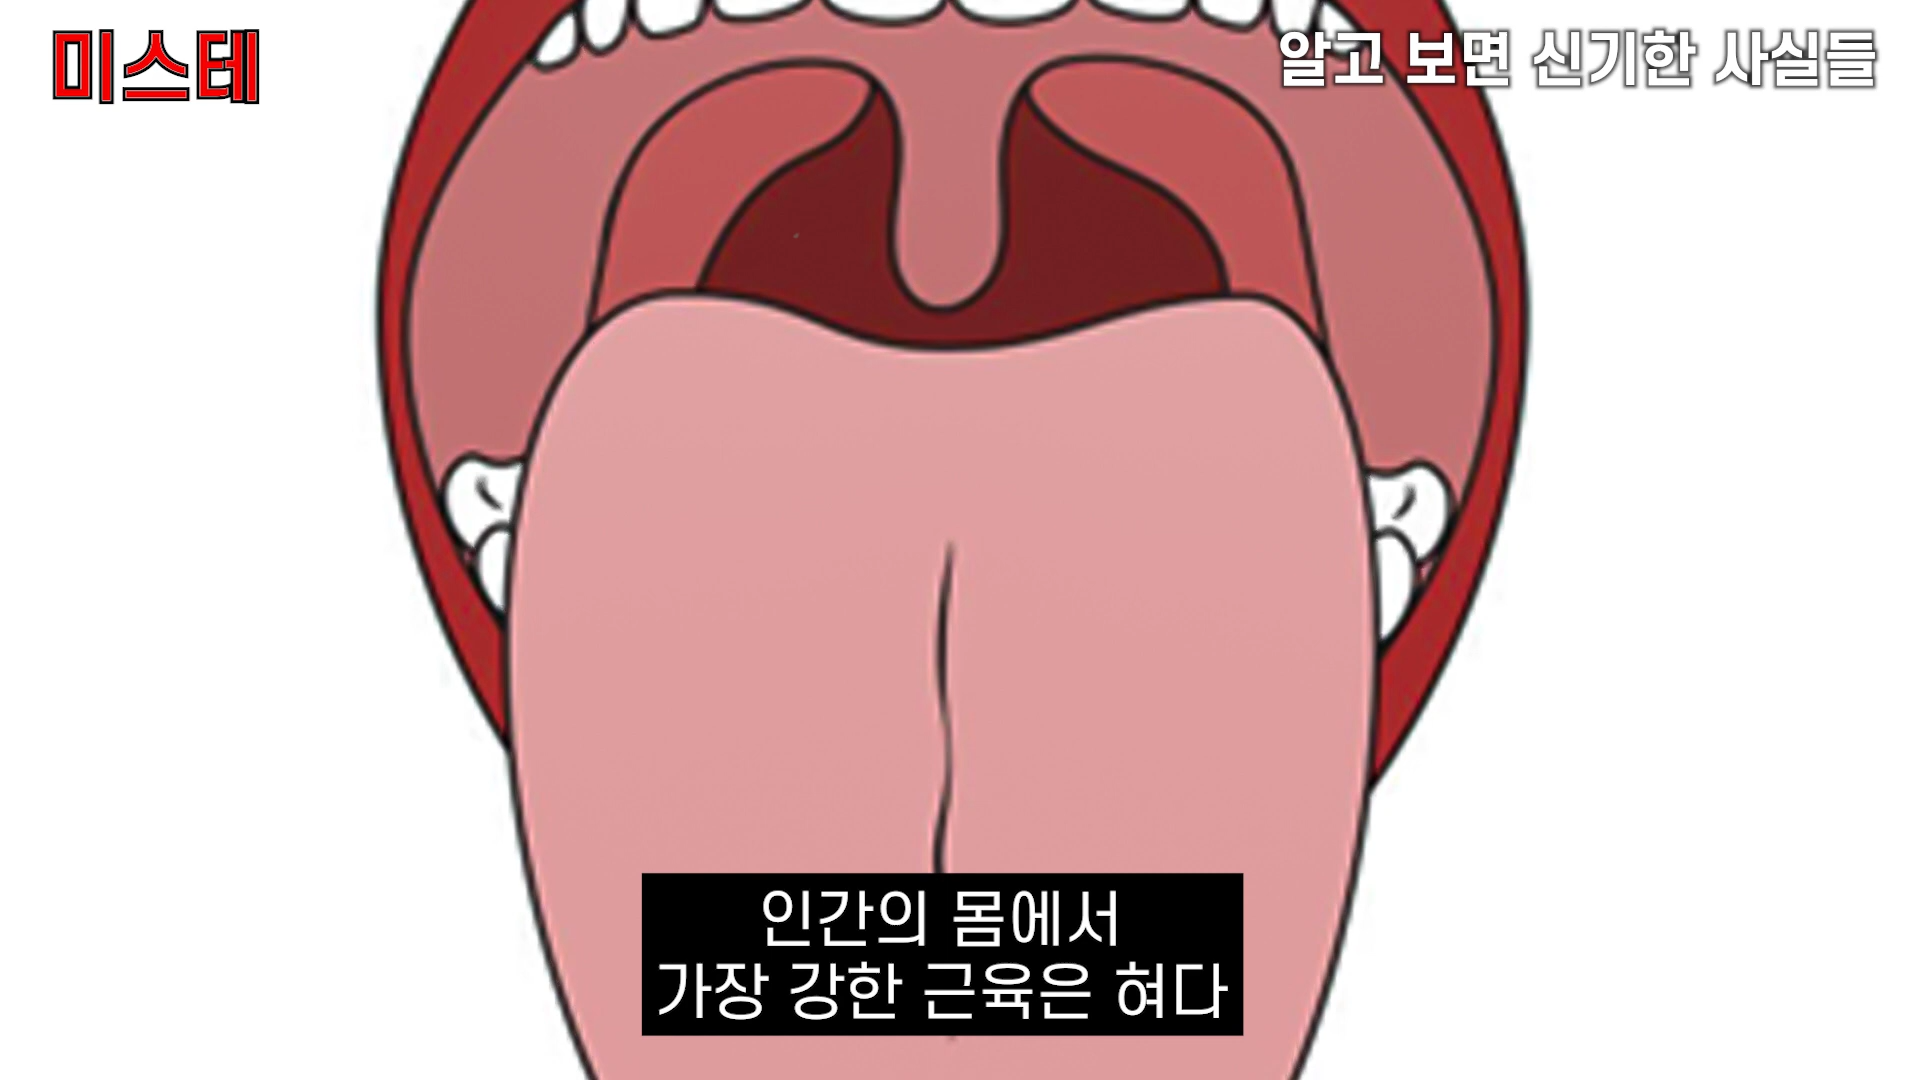 미스테
알고 보면 신기한 사실들
인간의 몸에서
가장 강한 근육은 혀다